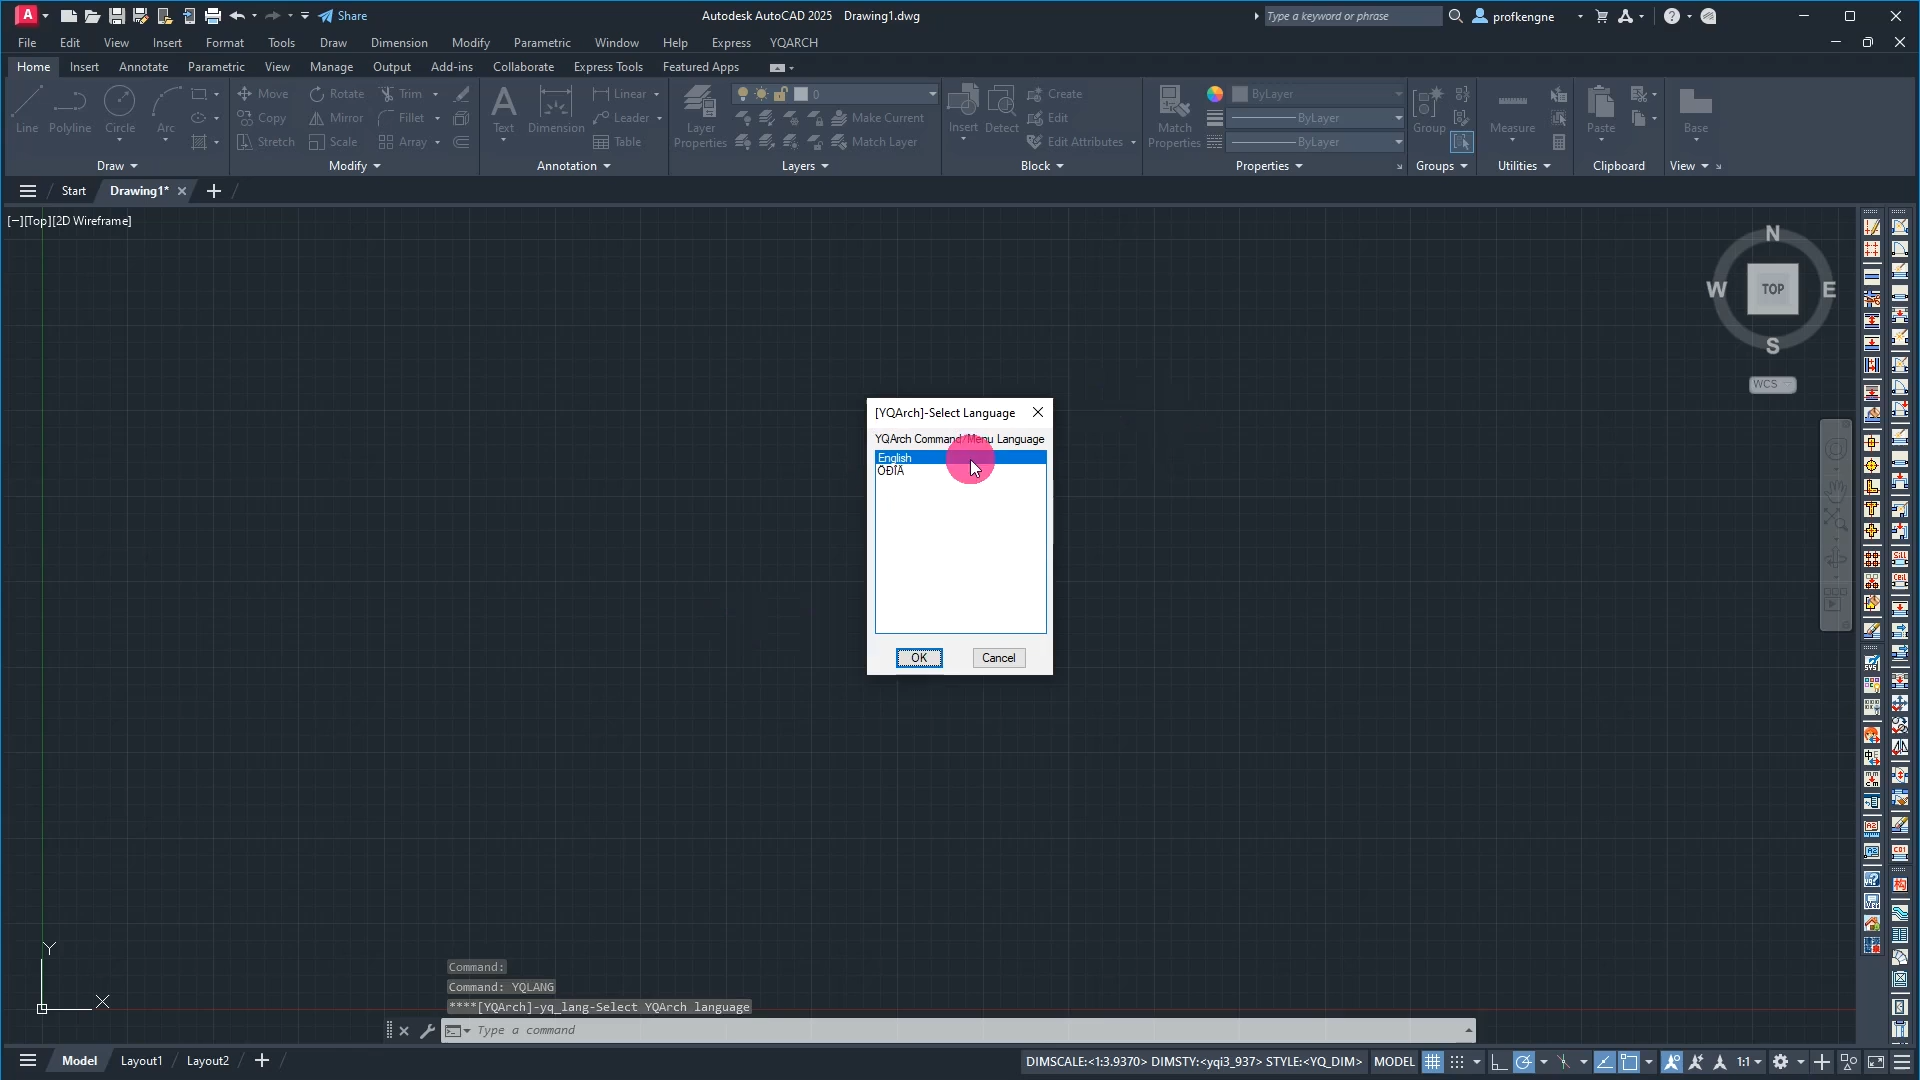 Share
Autodesk AutoCAD 2025 Drawing1.dwg
Type a keyword or phrase
profkengne
File Edit View Insert Format Tools Draw Dimension Modify Parametric Window Help Express YQARCH
Home Insert Annotate Parametric View Manage Output Add-ins Collaborate Express Tools Featured Apps
Line Polyline Circle Arc
Move Rotate Trim
Copy Mirror Fillet
Stretch Scale Array
Text Dimension
Linear
Leader
Table
Layer Properties
0
Make Current
Match Layer
Insert Detect
Create
Edit
Edit Attributes
Match Properties
ByLayer
ByLayer
ByLayer
Group
Measure
Paste
Base
Draw Modify Annotation Layers Block Properties Groups Utilities Clipboard View
Start Drawing1*
[−][Top][2D Wireframe]
N
W TOP E
S
WCS
[YQArch]-Select Language
YQArch Command/Menu Language
English
ÖÐÎÄ
OK Cancel
Sill
Ceil
C01
构
Y
X
Command:
Command: YQLANG
****[YQArch]-yq_lang-Select YQArch language
Type a command
Model Layout1 Layout2
DIMSCALE:<1:3.9370> DIMSTY:<yqi3_937> STYLE:<YQ_DIM> MODEL 1:1